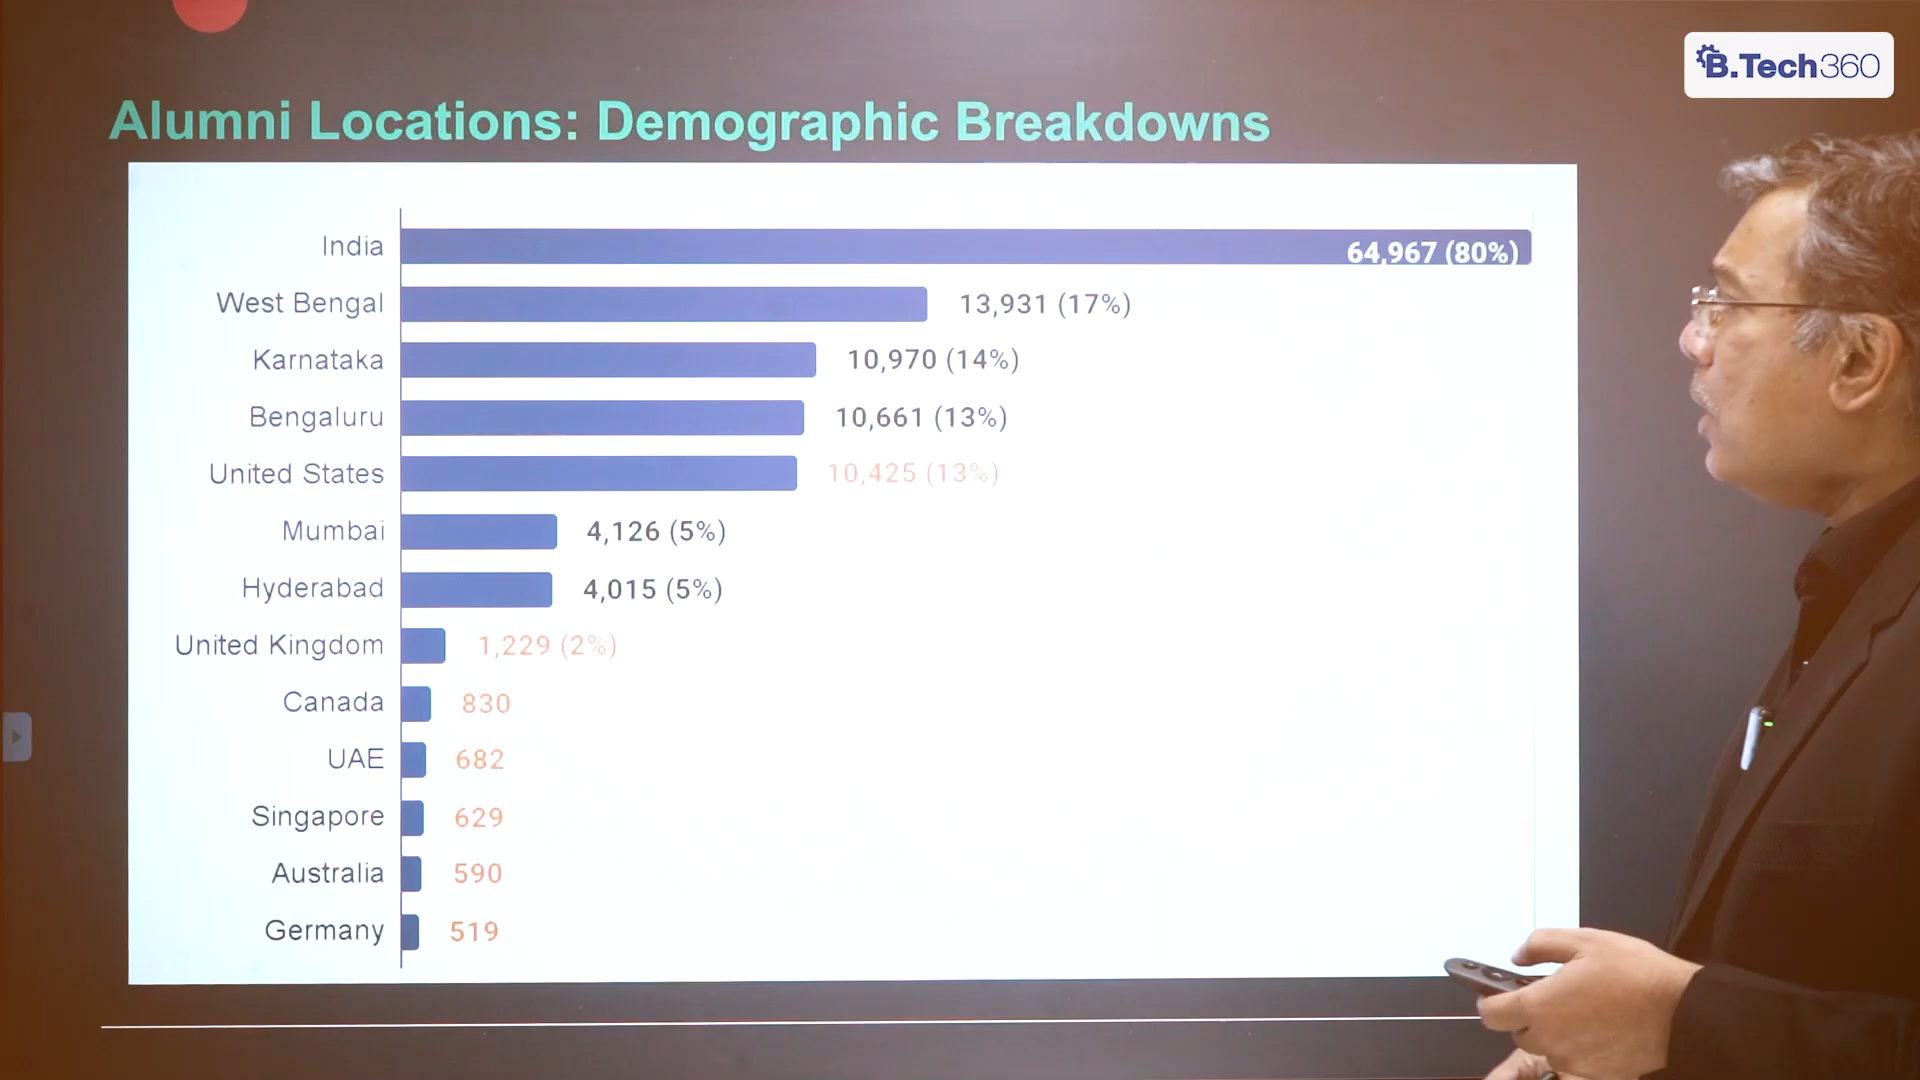 B.Tech360
Alumni Locations: Demographic Breakdowns
India 64,967 (80%)
West Bengal 13,931 (17%)
Karnataka 10,970 (14%)
Bengaluru 10,661 (13%)
United States 10,425 (13%)
Mumbai 4,126 (5%)
Hyderabad 4,015 (5%)
United Kingdom 1,229 (2%)
Canada 830
UAE 682
Singapore 629
Australia 590
Germany 519